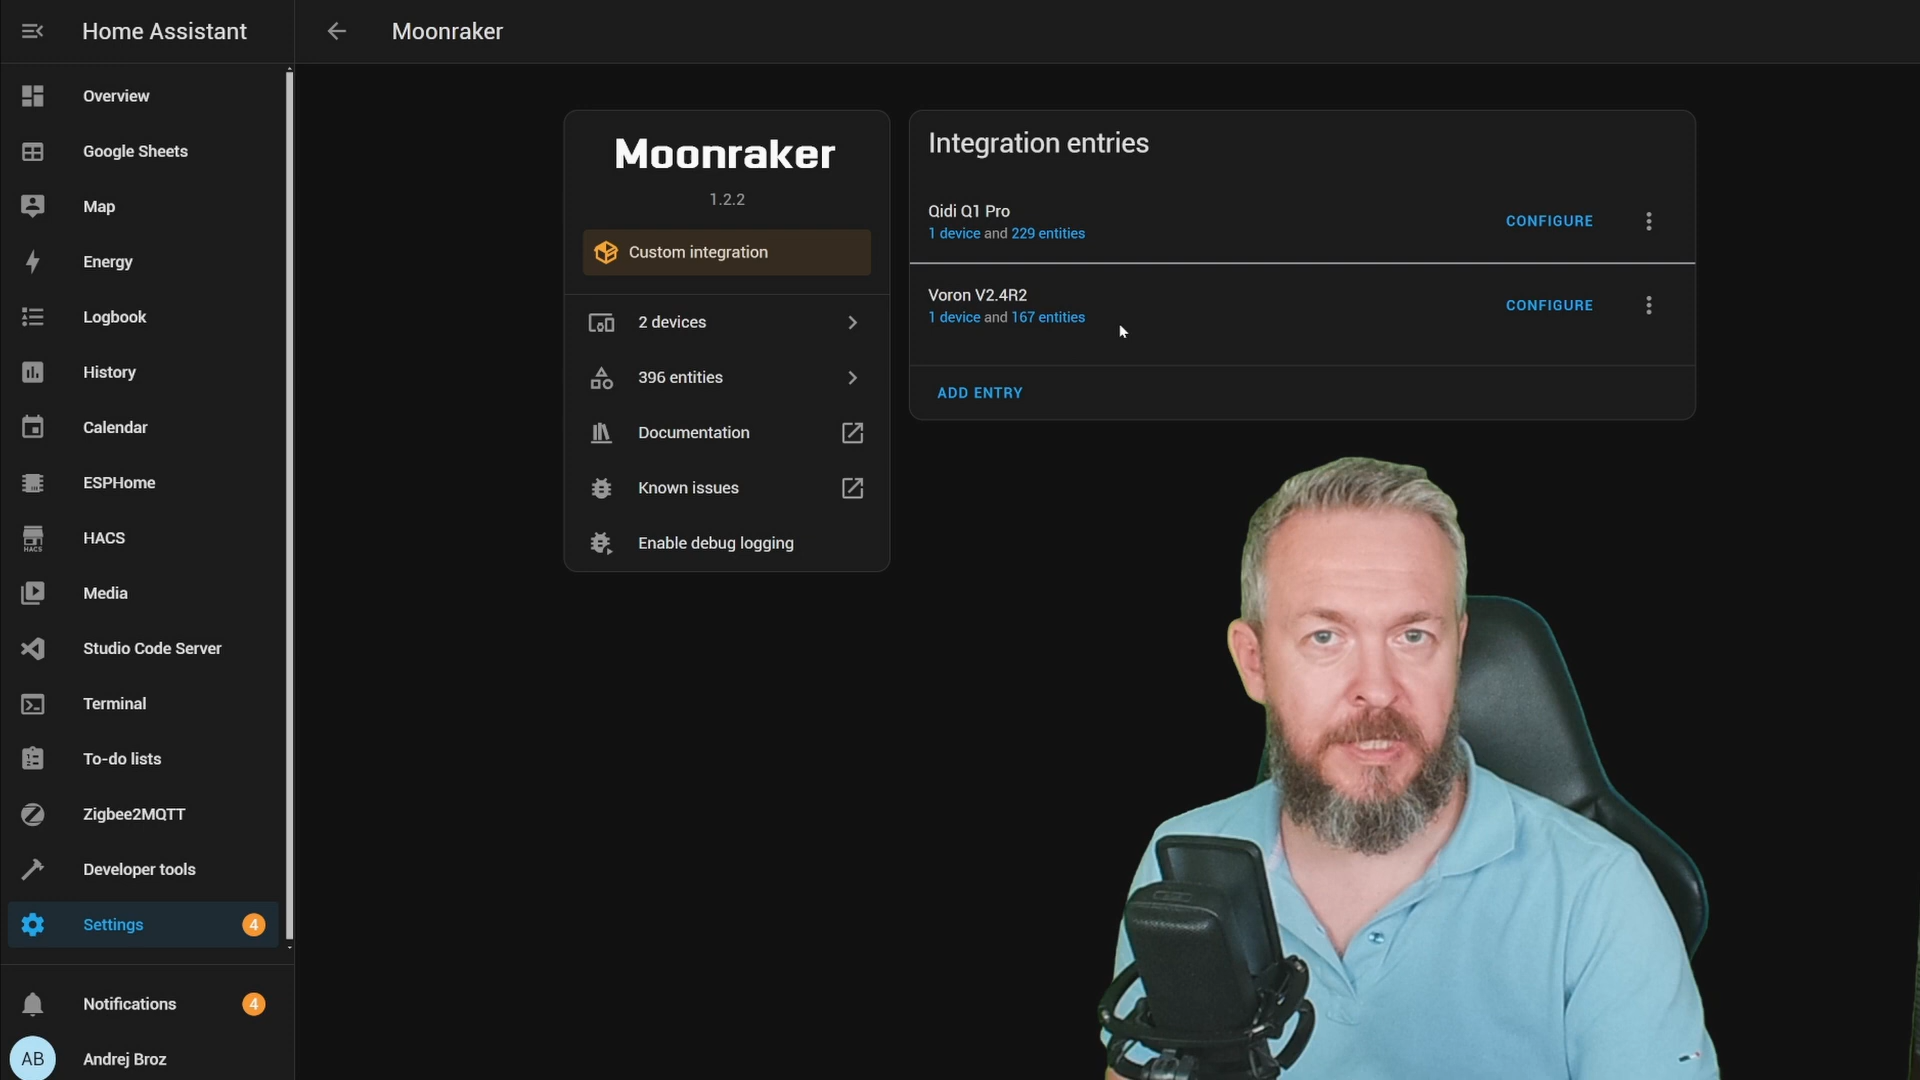 Home Assistant
Overview
Google Sheets
Map
Energy
Logbook
History
Calendar
ESPHome
HACS
HACS
Media
Studio Code Server
Terminal
To-do lists
Zigbee2MQTT
Developer tools
Settings 4
Notifications 4
AB Andrej Broz
Moonraker
Moonraker
1.2.2
Custom integration
2 devices
396 entities
Documentation
Known issues
Enable debug logging
Integration entries
Qidi Q1 Pro
1 device and 229 entities
CONFIGURE
Voron V2.4R2
1 device and 167 entities
CONFIGURE
ADD ENTRY